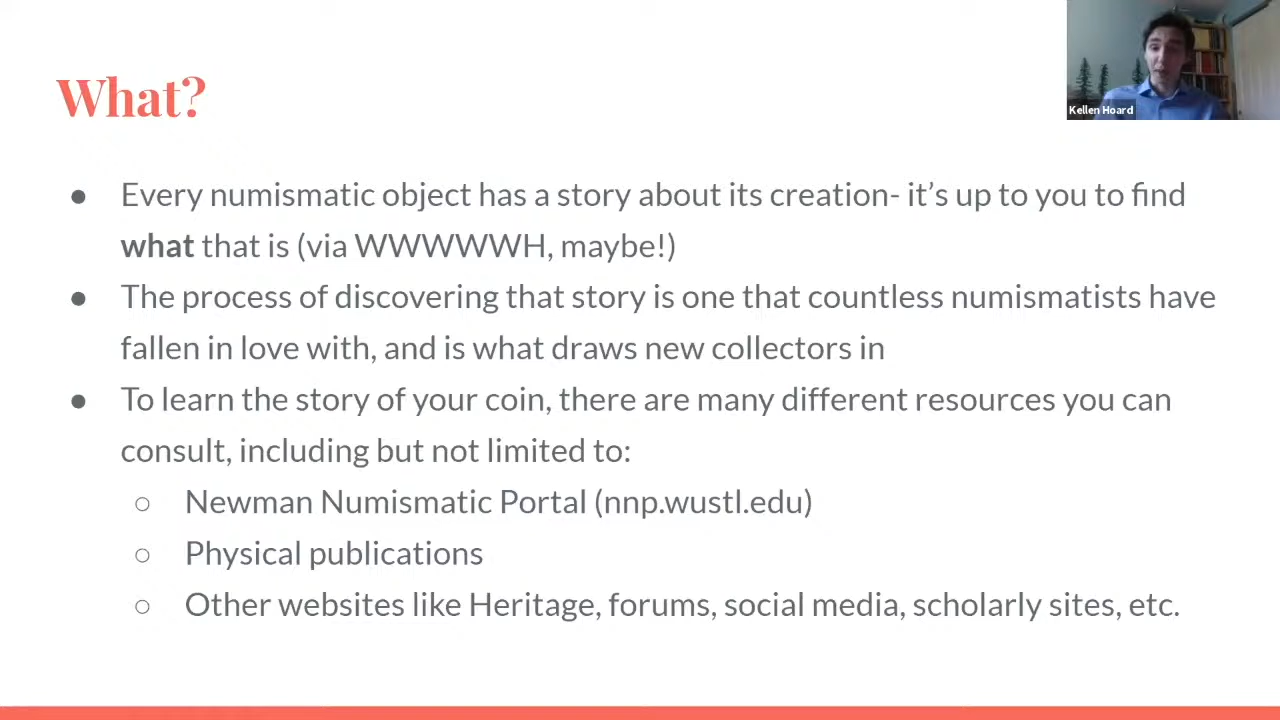 What?
Kellen Hoard
● Every numismatic object has a story about its creation- it’s up to you to find
what that is (via WWWWWH, maybe!)
● The process of discovering that story is one that countless numismatists have
fallen in love with, and is what draws new collectors in
● To learn the story of your coin, there are many different resources you can
consult, including but not limited to:
○ Newman Numismatic Portal (nnp.wustl.edu)
○ Physical publications
○ Other websites like Heritage, forums, social media, scholarly sites, etc.